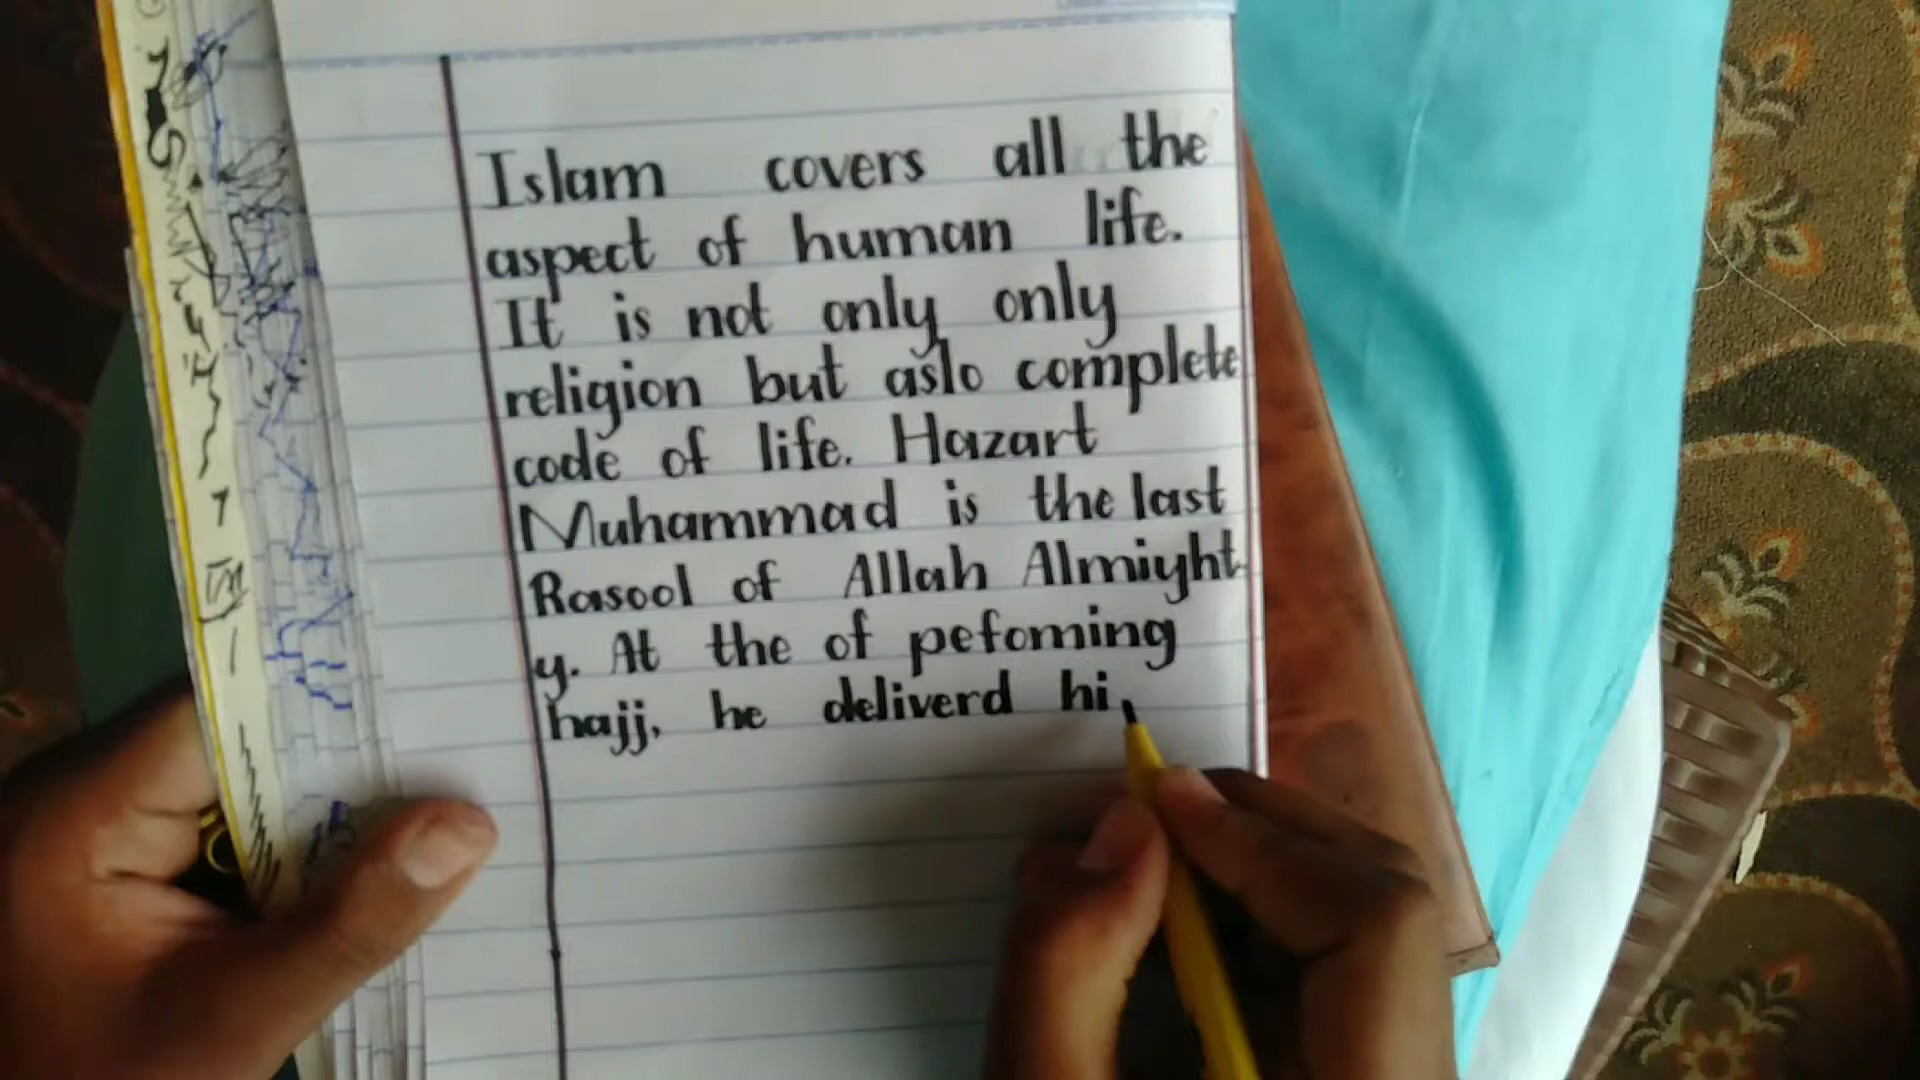 Islam covers all the
aspect of human life.
It is not only only
religion but aslo complete
code of life. Hazart
Muhammad is the last
Rasool of Allah Almiyht
y. At the of pefoming
hajj, he deliverd hi